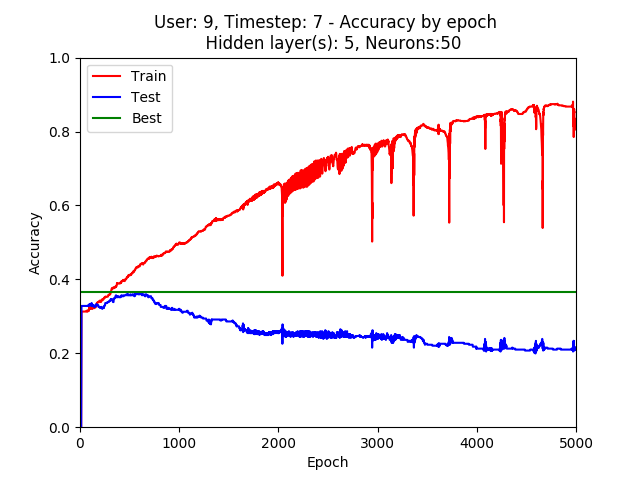 User: 9, Timestep: 7 - Accuracy by epoch
Hidden layer(s): 5, Neurons:50
Train
Test
Best
Accuracy
1.0
0.8
0.6
0.4
0.2
0.0
0 1000 2000 3000 4000 5000
Epoch